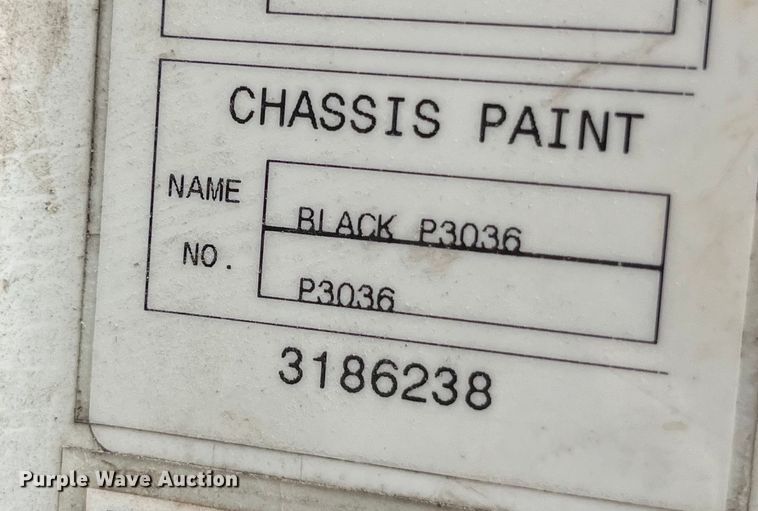 CHASSIS PAINT
NAME BLACK P3036
NO. P3036
3186238
Purple Wave Auction